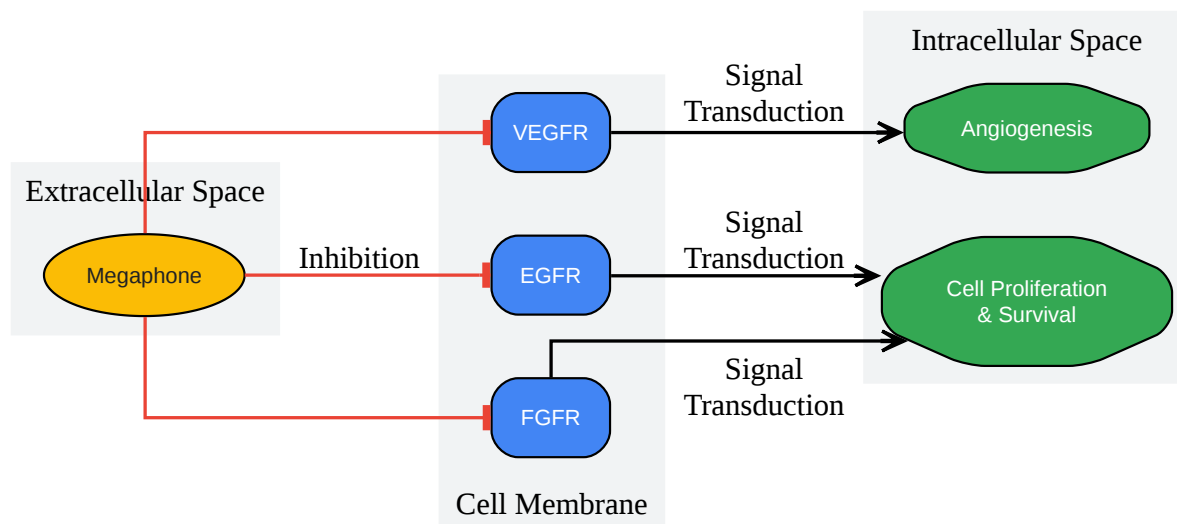 Extracellular Space
Megaphone
Inhibition
VEGFR
EGFR
FGFR
Cell Membrane
Signal
Transduction
Signal
Transduction
Signal
Transduction
Intracellular Space
Angiogenesis
Cell Proliferation
& Survival